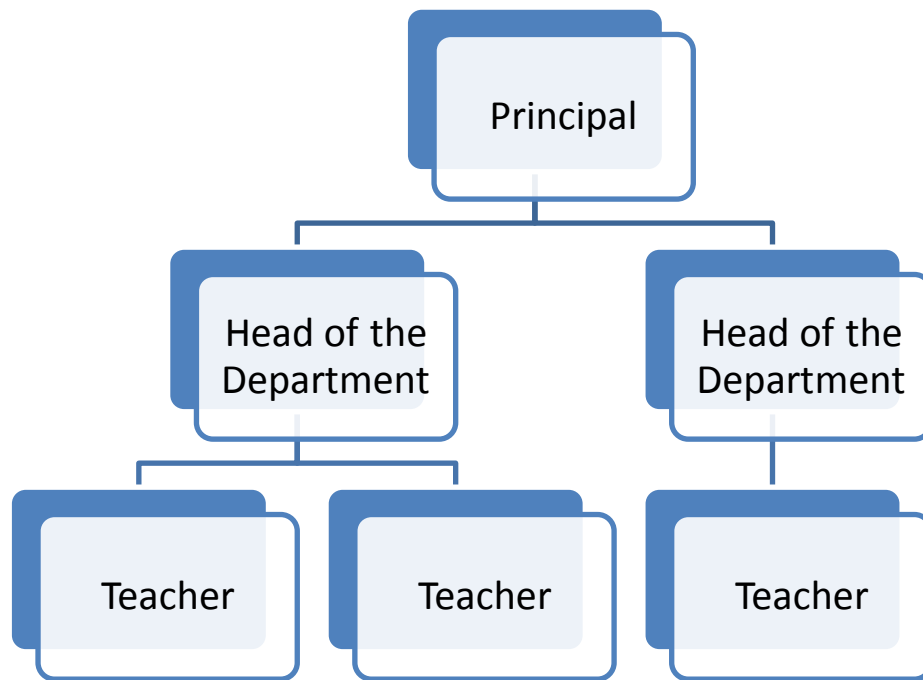 Principal
Head of the
Department
Head of the
Department
Teacher
Teacher
Teacher